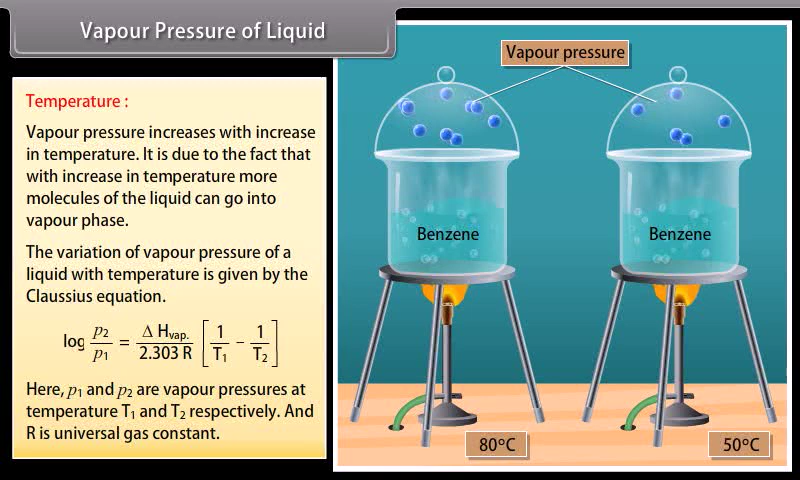 Vapour Pressure of Liquid
Temperature :
Vapour pressure increases with increase
in temperature. It is due to the fact that
with increase in temperature more
molecules of the liquid can go into
vapour phase.
The variation of vapour pressure of a
liquid with temperature is given by the
Claussius equation.
log p₂/p₁ = Δ Hvap./2.303 R [1/T₁ − 1/T₂]
Here, p₁ and p₂ are vapour pressures at
temperature T₁ and T₂ respectively. And
R is universal gas constant.
Vapour pressure
Benzene
Benzene
80°C
50°C